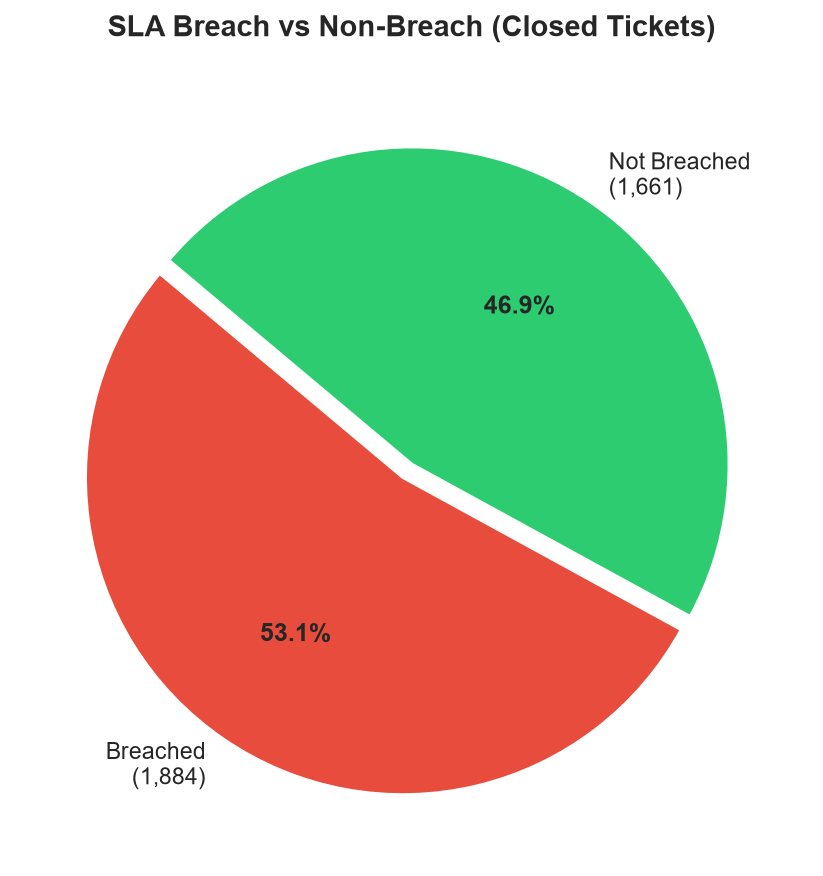 SLA Breach vs Non-Breach (Closed Tickets)
Not Breached
(1,661)
46.9%
53.1%
Breached
(1,884)